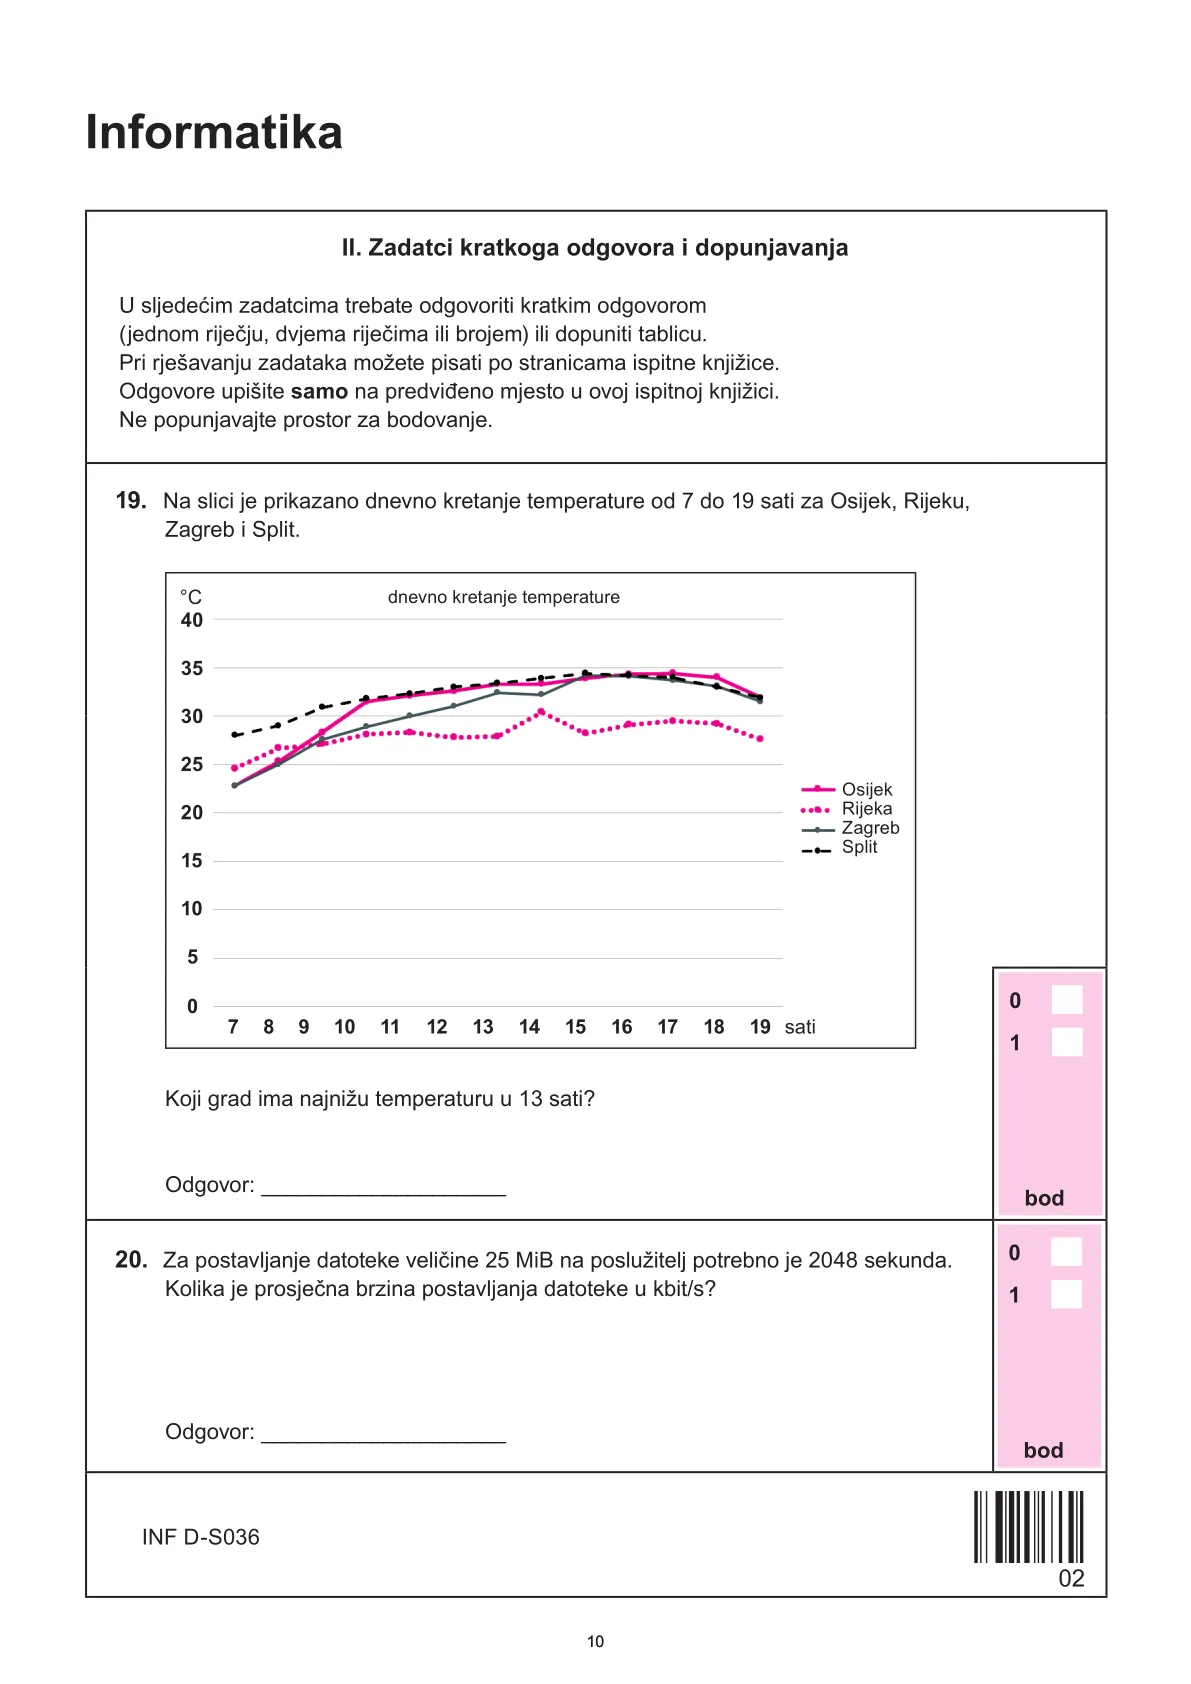 Informatika
II. Zadatci kratkoga odgovora i dopunjavanja
U sljedećim zadatcima trebate odgovoriti kratkim odgovorom
(jednom riječju, dvjema riječima ili brojem) ili dopuniti tablicu.
Pri rješavanju zadataka možete pisati po stranicama ispitne knjižice.
Odgovore upišite samo na predviđeno mjesto u ovoj ispitnoj knjižici.
Ne popunjavajte prostor za bodovanje.
19. Na slici je prikazano dnevno kretanje temperature od 7 do 19 sati za Osijek, Rijeku,
Zagreb i Split.
°C
dnevno kretanje temperature
40
35
30
25
20
15
10
5
0
7 8 9 10 11 12 13 14 15 16 17 18 19 sati
Osijek
Rijeka
Zagreb
Split
Koji grad ima najnižu temperaturu u 13 sati?
Odgovor: ____________________
0
1
bod
20. Za postavljanje datoteke veličine 25 MiB na poslužitelj potrebno je 2048 sekunda.
Kolika je prosječna brzina postavljanja datoteke u kbit/s?
Odgovor: ____________________
0
1
bod
INF D-S036
02
10